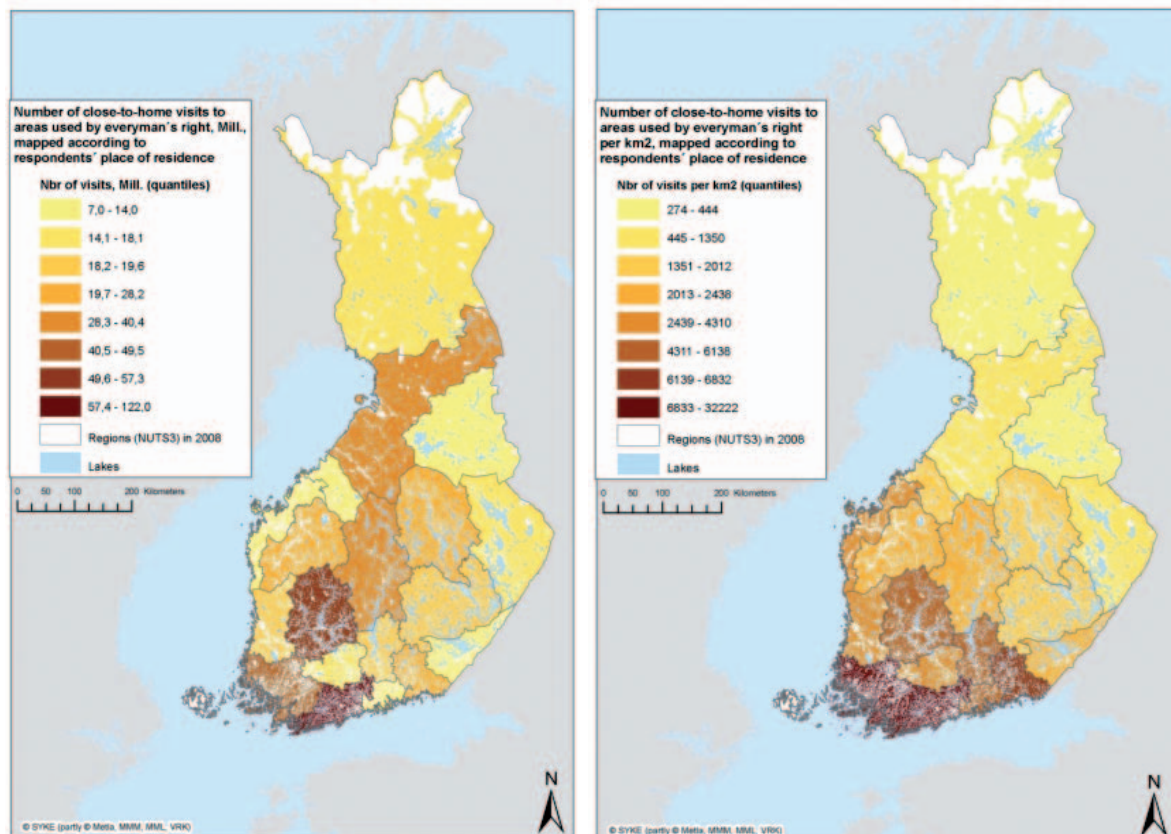 Number of close-to-home visits to
areas used by everyman´s right, Mill.,
mapped according to
respondents´ place of residence
Nbr of visits, Mill. (quantiles)
7,0 - 14,0
14,1 - 18,1
18,2 - 19,6
19,7 - 28,2
28,3 - 40,4
40,5 - 49,5
49,6 - 57,3
57,4 - 122,0
Regions (NUTS3) in 2008
Lakes
0 50 100 200 Kilometers
N
© SYKE (partly © Metla, MMM, MML, VRK)
Number of close-to-home visits to
areas used by everyman´s right
per km2, mapped according to
respondents´ place of residence
Nbr of visits per km2 (quantiles)
274 - 444
445 - 1350
1351 - 2012
2013 - 2438
2439 - 4310
4311 - 6138
6139 - 6832
6833 - 32222
Regions (NUTS3) in 2008
Lakes
0 50 100 200 Kilometers
N
© SYKE (partly © Metla, MMM, MML, VRK)